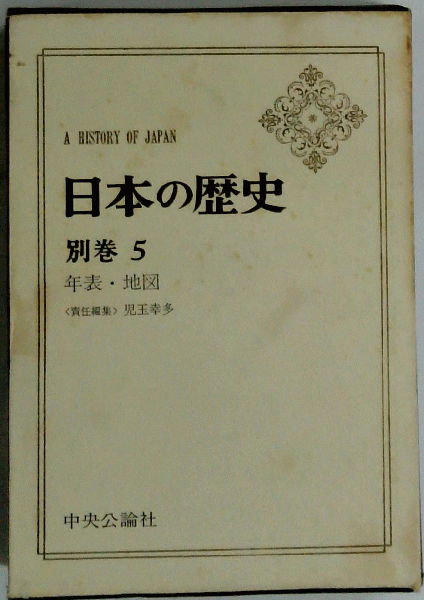 A HISTORY OF JAPAN
日本の歴史
別巻 5
年表・地図
〈責任編集〉児玉幸多
中央公論社